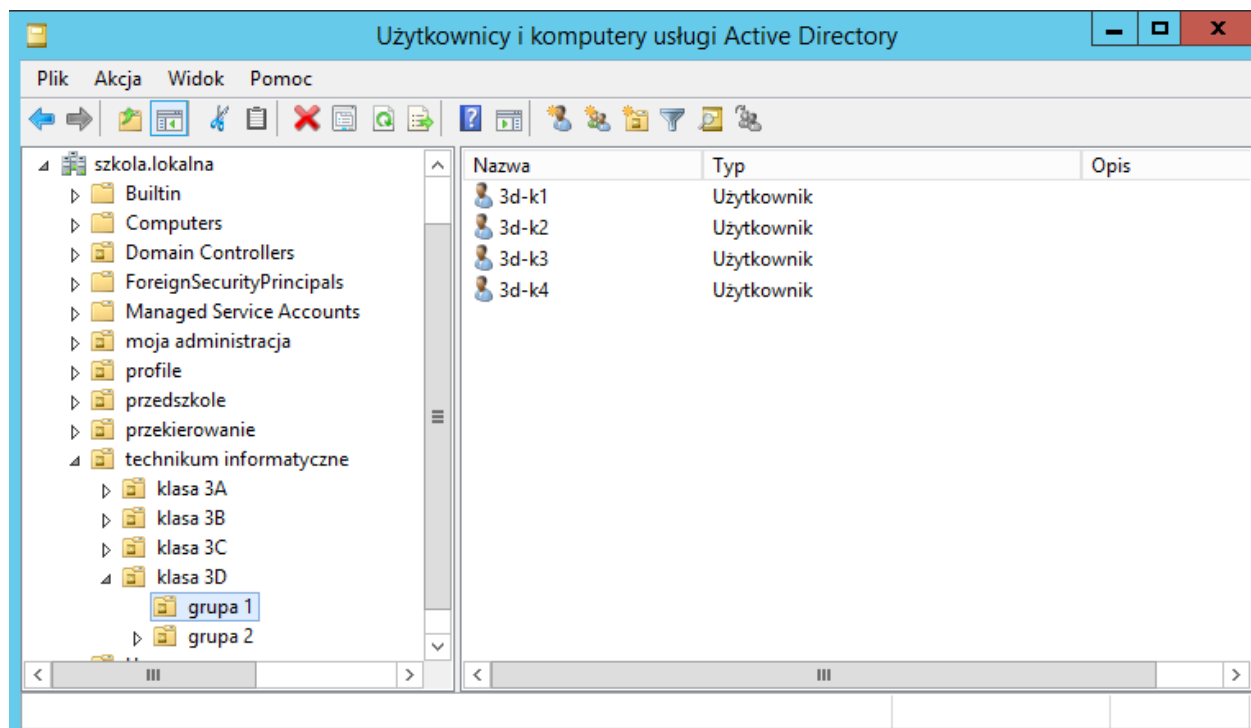 Użytkownicy i komputery usługi Active Directory
Plik Akcja Widok Pomoc
szkola.lokalna
Builtin
Computers
Domain Controllers
ForeignSecurityPrincipals
Managed Service Accounts
moja administracja
profile
przedszkole
przekierowanie
technikum informatyczne
klasa 3A
klasa 3B
klasa 3C
klasa 3D
grupa 1
grupa 2
Nazwa Typ Opis
3d-k1 Użytkownik
3d-k2 Użytkownik
3d-k3 Użytkownik
3d-k4 Użytkownik